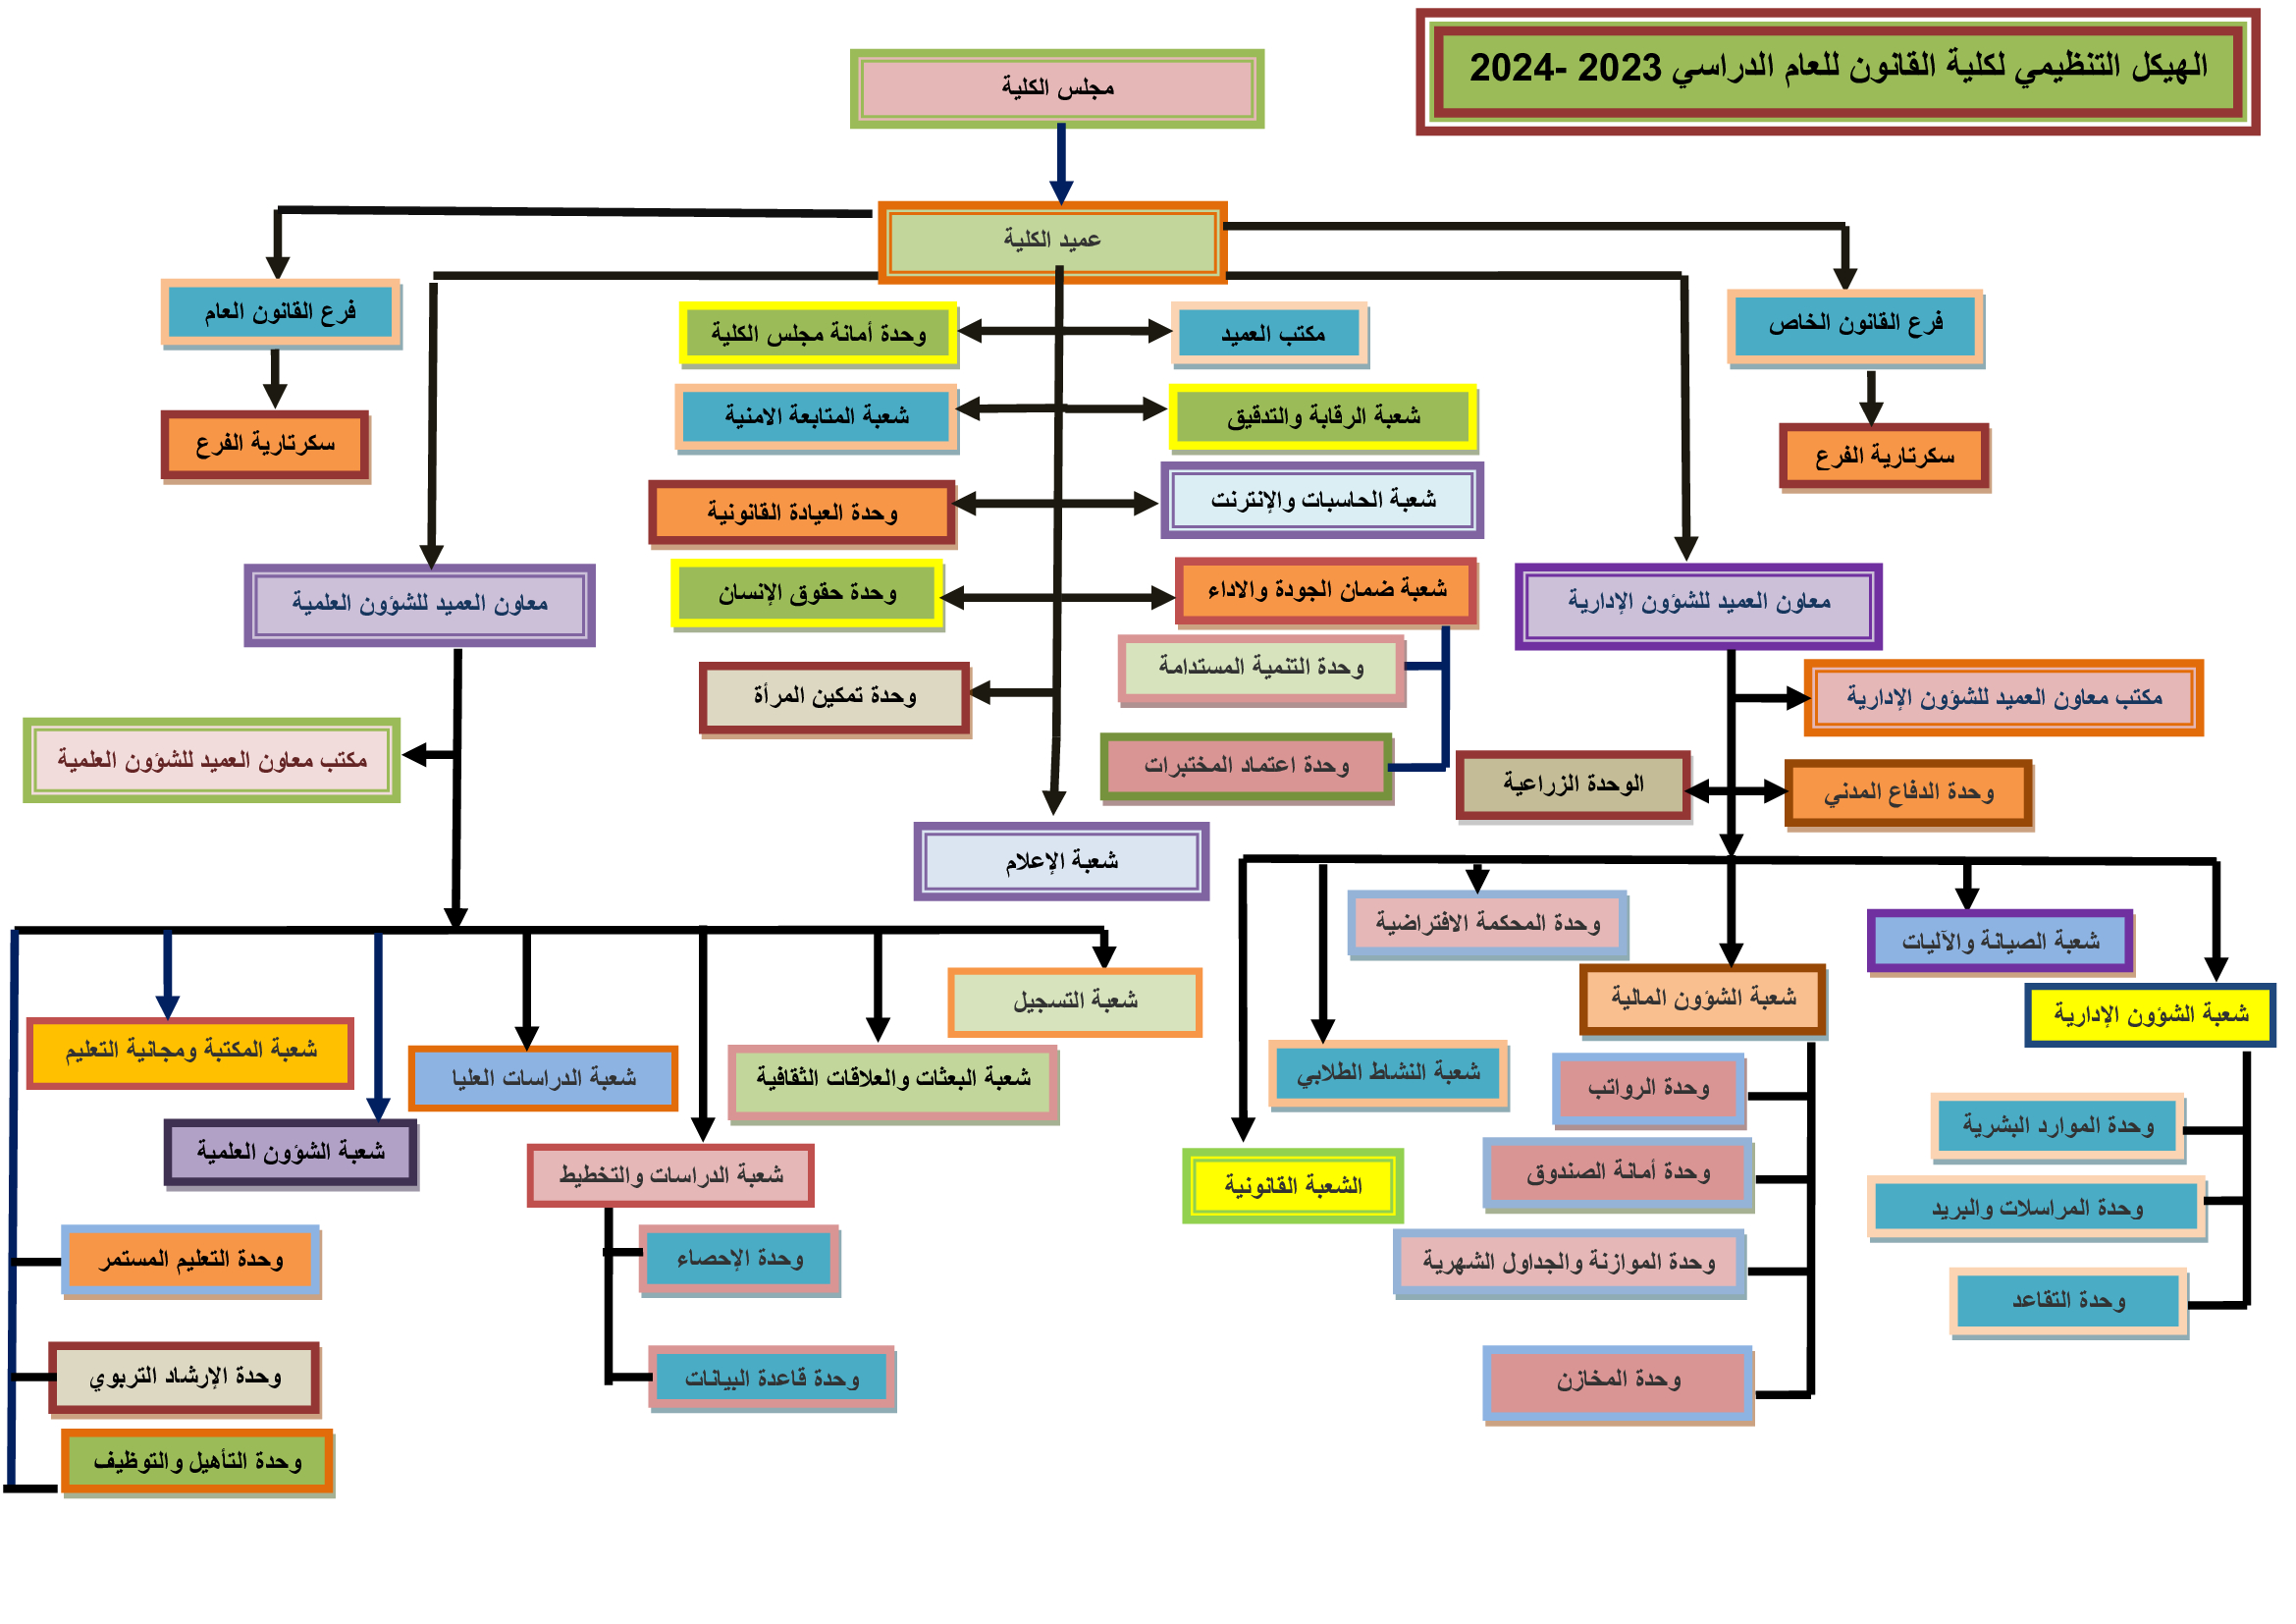 الهيكل التنظيمي لكلية القانون للعام الدراسي 2023 -2024
مجلس الكلية
عميد الكلية
فرع القانون الخاص
فرع القانون العام
مكتب العميد
وحدة أمانة مجلس الكلية
شعبة الرقابة والتدقيق
شعبة المتابعة الامنية
سكرتارية الفرع
سكرتارية الفرع
شعبة الحاسبات والإنترنت
وحدة العيادة القانونية
شعبة ضمان الجودة والاداء
وحدة حقوق الإنسان
معاون العميد للشؤون الإدارية
معاون العميد للشؤون العلمية
وحدة التنمية المستدامة
وحدة تمكين المرأة
مكتب معاون العميد للشؤون الإدارية
مكتب معاون العميد للشؤون العلمية
وحدة اعتماد المختبرات
وحدة الدفاع المدني
الوحدة الزراعية
شعبة الإعلام
وحدة المحكمة الافتراضية
شعبة الصيانة والآليات
شعبة الشؤون المالية
شعبة الشؤون الإدارية
شعبة التسجيل
شعبة النشاط الطلابي
شعبة البعثات والعلاقات الثقافية
شعبة الدراسات العليا
شعبة المكتبة ومجانية التعليم
وحدة الرواتب
وحدة الموارد البشرية
شعبة الشؤون العلمية
شعبة الدراسات والتخطيط
الشعبة القانونية
وحدة أمانة الصندوق
وحدة المراسلات والبريد
وحدة الموازنة والجداول الشهرية
وحدة الإحصاء
وحدة التعليم المستمر
وحدة التقاعد
وحدة المخازن
وحدة قاعدة البيانات
وحدة الإرشاد التربوي
وحدة التأهيل والتوظيف